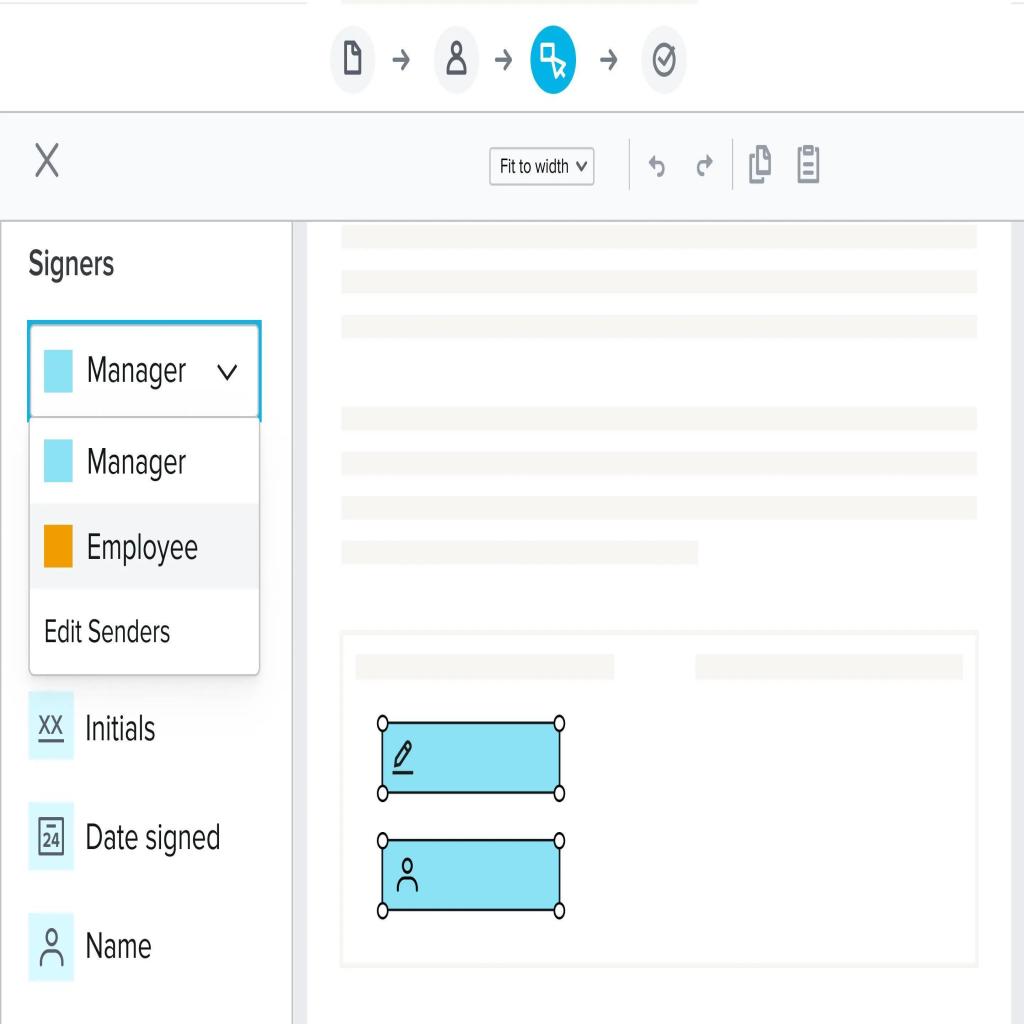 Fit to width
Signers
Manager
Manager
Employee
Edit Senders
XX Initials
24 Date signed
Name